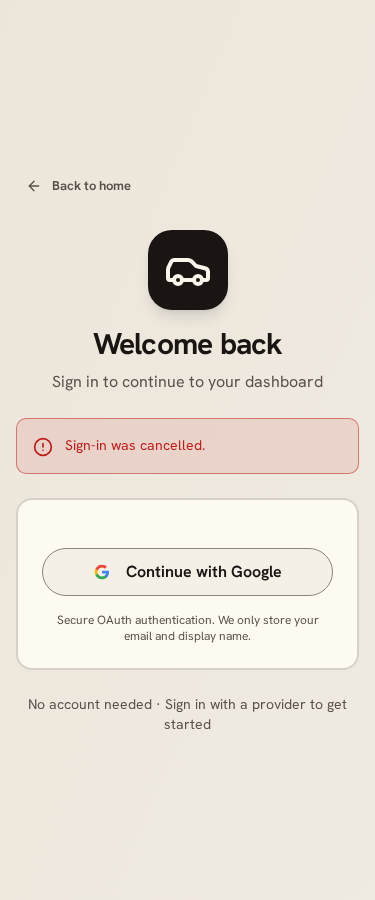 Back to home
Welcome back
Sign in to continue to your dashboard
Sign-in was cancelled.
Continue with Google
Secure OAuth authentication. We only store your
email and display name.
No account needed · Sign in with a provider to get
started